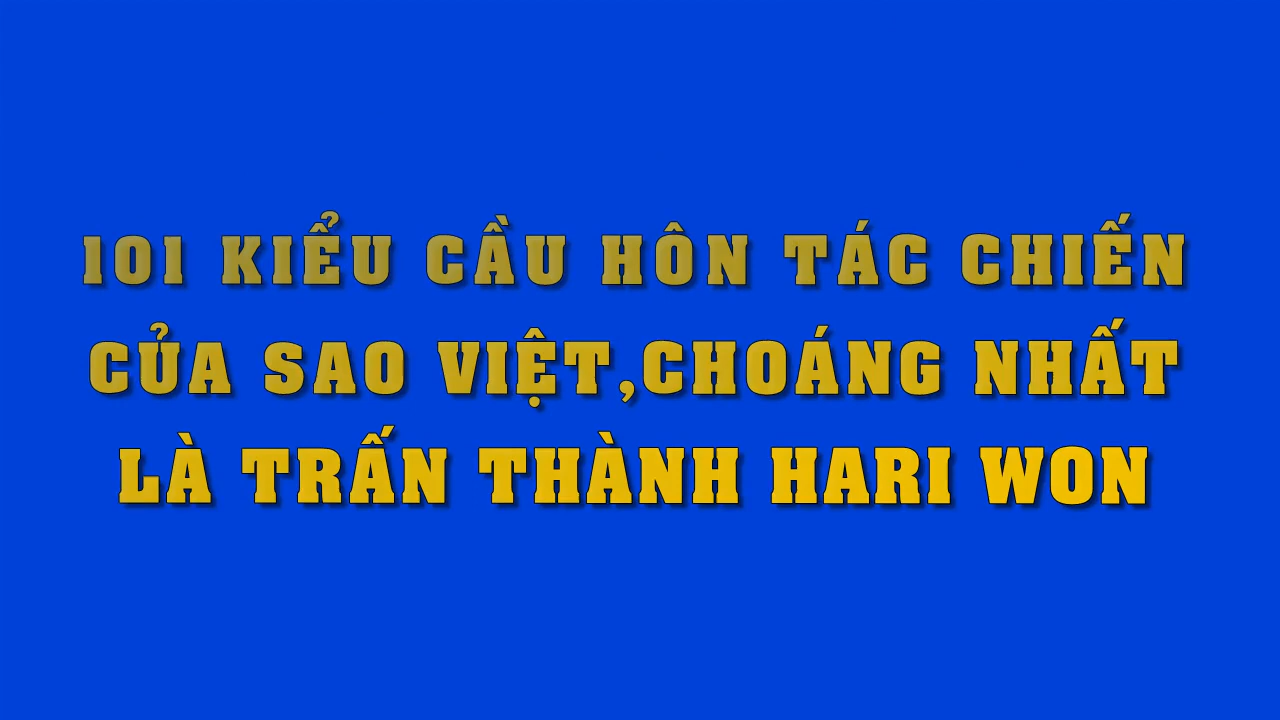 101 KIỂU CẦU HÔN TÁC CHIẾN
CỦA SAO VIỆT,CHOÁNG NHẤT
LÀ TRẤN THÀNH HARI WON